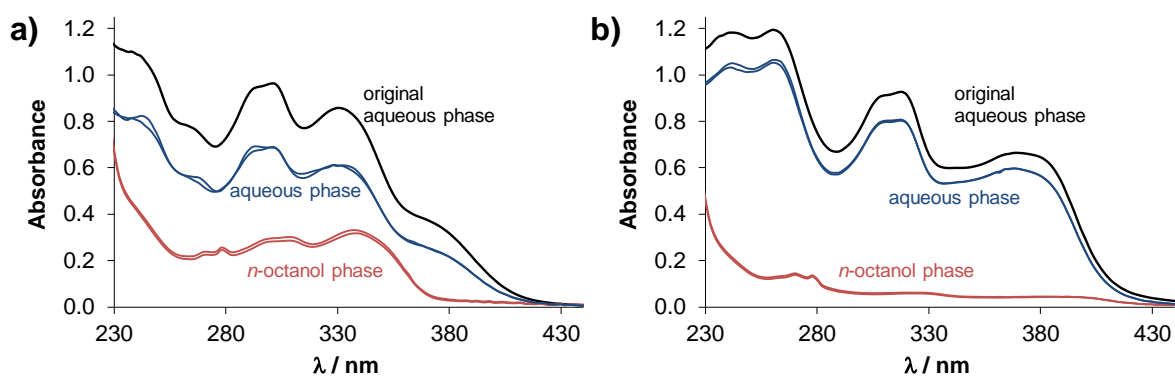 a)
Absorbance
1.2
1.0
0.8
0.6
0.4
0.2
0.0
230 280 330 380 430
λ / nm
original
aqueous phase
aqueous phase
n-octanol phase
b)
Absorbance
1.2
1.0
0.8
0.6
0.4
0.2
0.0
230 280 330 380 430
λ / nm
original
aqueous phase
aqueous phase
n-octanol phase